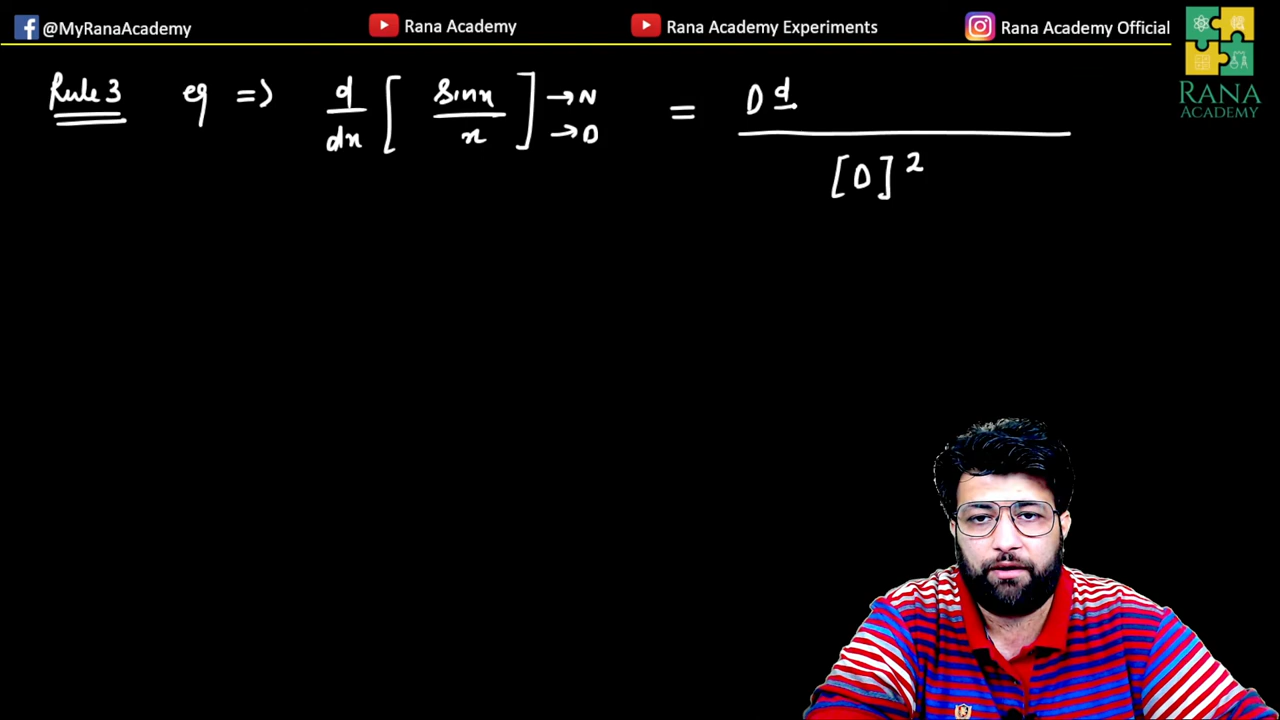 @MyRanaAcademy Rana Academy Rana Academy Experiments Rana Academy Official
RANA
ACADEMY
Rule 3 eg => d/dx [ sinx/x ] →N →D = D d/ / [D]²